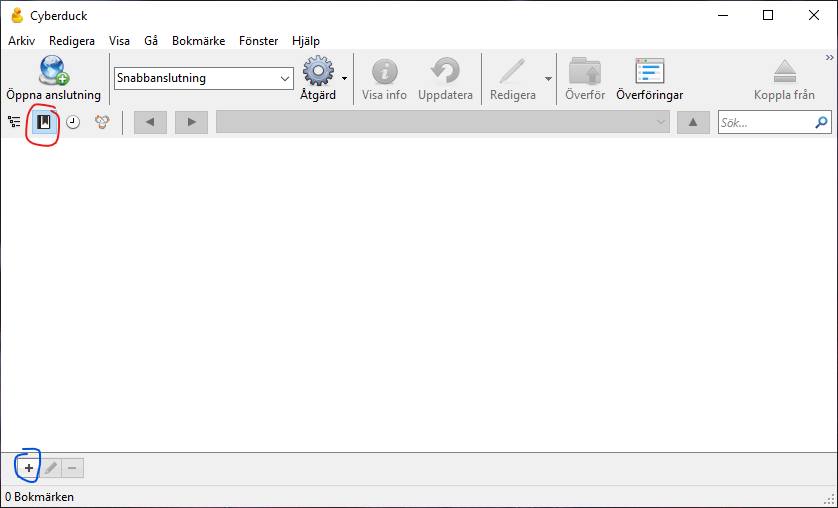 Cyberduck
Arkiv Redigera Visa Gå Bokmärke Fönster Hjälp
Öppna anslutning Snabbanslutning Åtgärd Visa info Uppdatera Redigera Överför Överföringar Koppla från
Sök...
0 Bokmärken